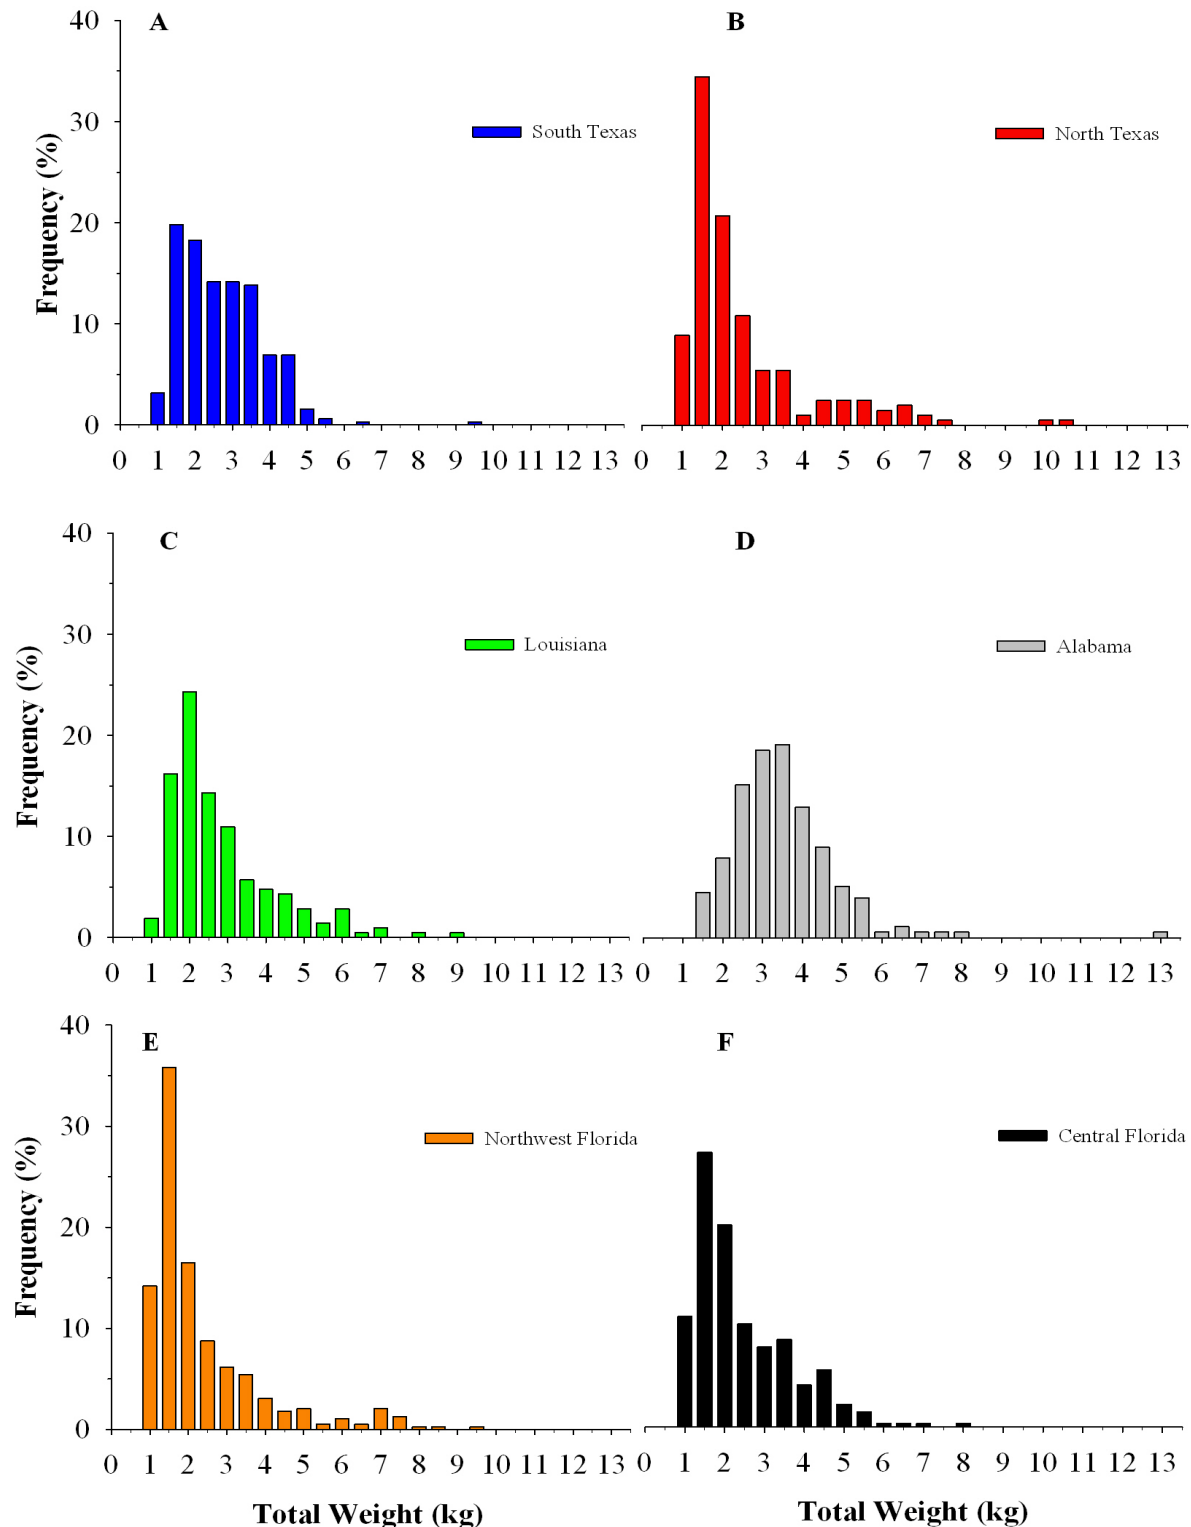 40
A
30
South Texas
Frequency (%)
20
10
0
0 1 2 3 4 5 6 7 8 9 10 11 12 13
B
North Texas
0 1 2 3 4 5 6 7 8 9 10 11 12 13
40
C
30
Louisiana
Frequency (%)
20
10
0
0 1 2 3 4 5 6 7 8 9 10 11 12 13
D
Alabama
0 1 2 3 4 5 6 7 8 9 10 11 12 13
40
E
30
Northwest Florida
Frequency (%)
20
10
0
0 1 2 3 4 5 6 7 8 9 10 11 12 13
Total Weight (kg)
F
Central Florida
0 1 2 3 4 5 6 7 8 9 10 11 12 13
Total Weight (kg)